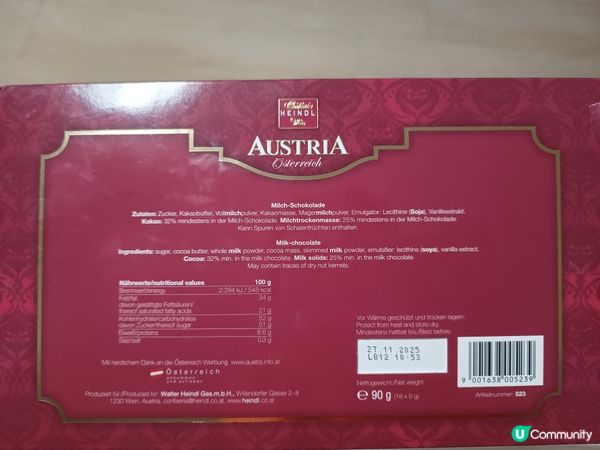 HEINDL
AUSTRIA
Österreich
Milch-Schokolade
Zutaten: Zucker, Kakaobutter, Vollmilchpulver, Kakaomasse, Magermilchpulver, Emulgator: Lecithine (Soja), Vanilleextrakt.
Kakao: 32% mindestens in der Milch-Schokolade. Milchtrockenmasse: 25% mindestens in der Milch-Schokolade.
Kann Spuren von Schalenfrüchten enthalten.
Milk-chocolate
Ingredients: sugar, cocoa butter, whole milk powder, cocoa mass, skimmed milk powder, emulsifier: lecithins (soya), vanilla extract.
Cocoa: 32% min. in the milk chocolate. Milk solids: 25% min. in the milk chocolate
May contain traces of dry nut kernels.
Nährwerte/nutritional values 100 g
Brennwert/energy 2.284 kJ / 548 kcal
Fett/fat 34 g
davon gesättigte Fettsäuren/
thereof saturated fatty acids 21 g
Kohlenhydrate/carbohydrates 52 g
davon Zucker/thereof sugar 51 g
Eiweiß/proteins 8,6 g
Salz/salt 0,3 g
Vor Wärme geschützt und trocken lagern.
Protect from heat and store dry.
Mindestens haltbar bis:/Best before:
27.11.2025
L012 10:53
Mit herzlichem Dank an die Österreich Werbung. www.austria.info.at
Österreich
ankommen
und aufleben
Produziert für/Produced for: Walter Heindl Ges.m.b.H., Willendorfer Gasse 2-8
1230 Wien, Austria, confiserie@heindl.co.at, www.heindl.co.at
Nettogewicht:/Net weight:
℮ 90 g (18 x 5 g)
9 001638 005239
Artikelnummer: 523
U Community